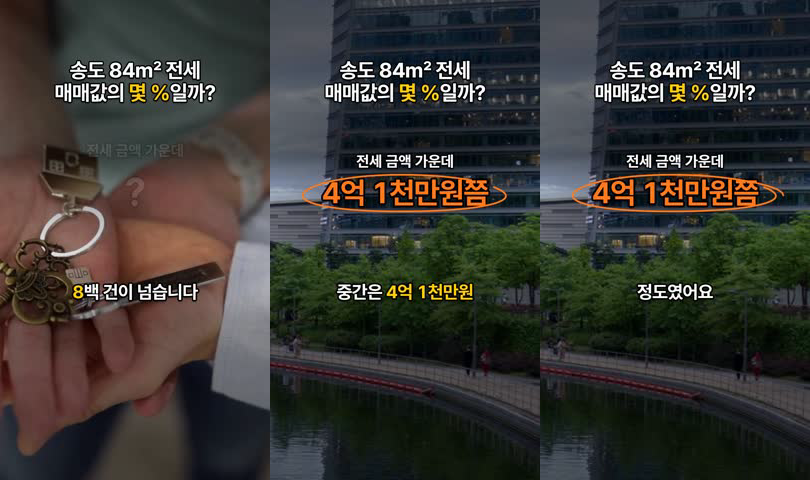 송도 84m² 전세
매매값의 몇 %일까?
전세 금액 가운데
?
8백 건이 넘습니다
송도 84m² 전세
매매값의 몇 %일까?
전세 금액 가운데
4억 1천만원쯤
중간은 4억 1천만원
송도 84m² 전세
매매값의 몇 %일까?
전세 금액 가운데
4억 1천만원쯤
정도였어요